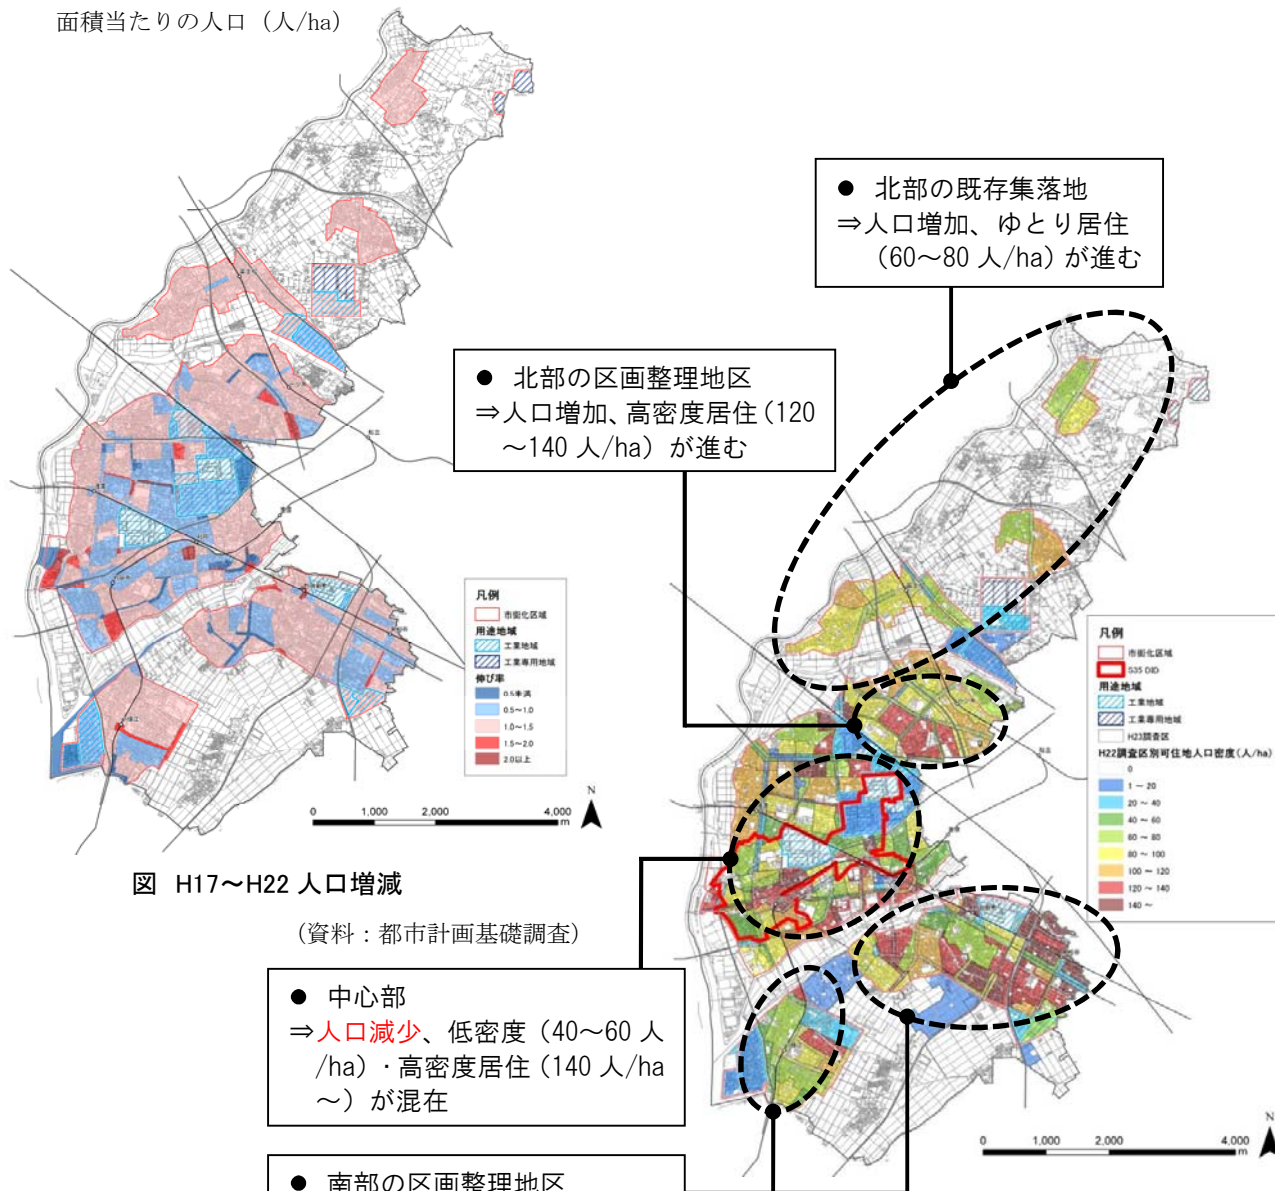 面積当たりの人口（人/ha）
● 北部の既存集落地
⇒人口増加、ゆとり居住
（60～80 人/ha）が進む
● 北部の区画整理地区
⇒人口増加、高密度居住（120
～140 人/ha）が進む
凡例
市街化区域
用途地域
工業地域
工業専用地域
伸び率
0.5未満
0.5～1.0
1.0～1.5
1.5～2.0
2.0以上
0 1,000 2,000 4,000
m
N
図 H17～H22 人口増減
（資料：都市計画基礎調査）
凡例
市街化区域
S35 DID
用途地域
工業地域
工業専用地域
H23調査区
H22調査区別可住地人口密度(人/ha)
0
1 ～ 20
20 ～ 40
40 ～ 60
60 ～ 80
80 ～ 100
100 ～ 120
120 ～ 140
140 ～
● 中心部
⇒人口減少、低密度（40～60 人
/ha）・高密度居住（140 人/ha
～）が混在
0 1,000 2,000 4,000
m
N
● 南部の区画整理地区